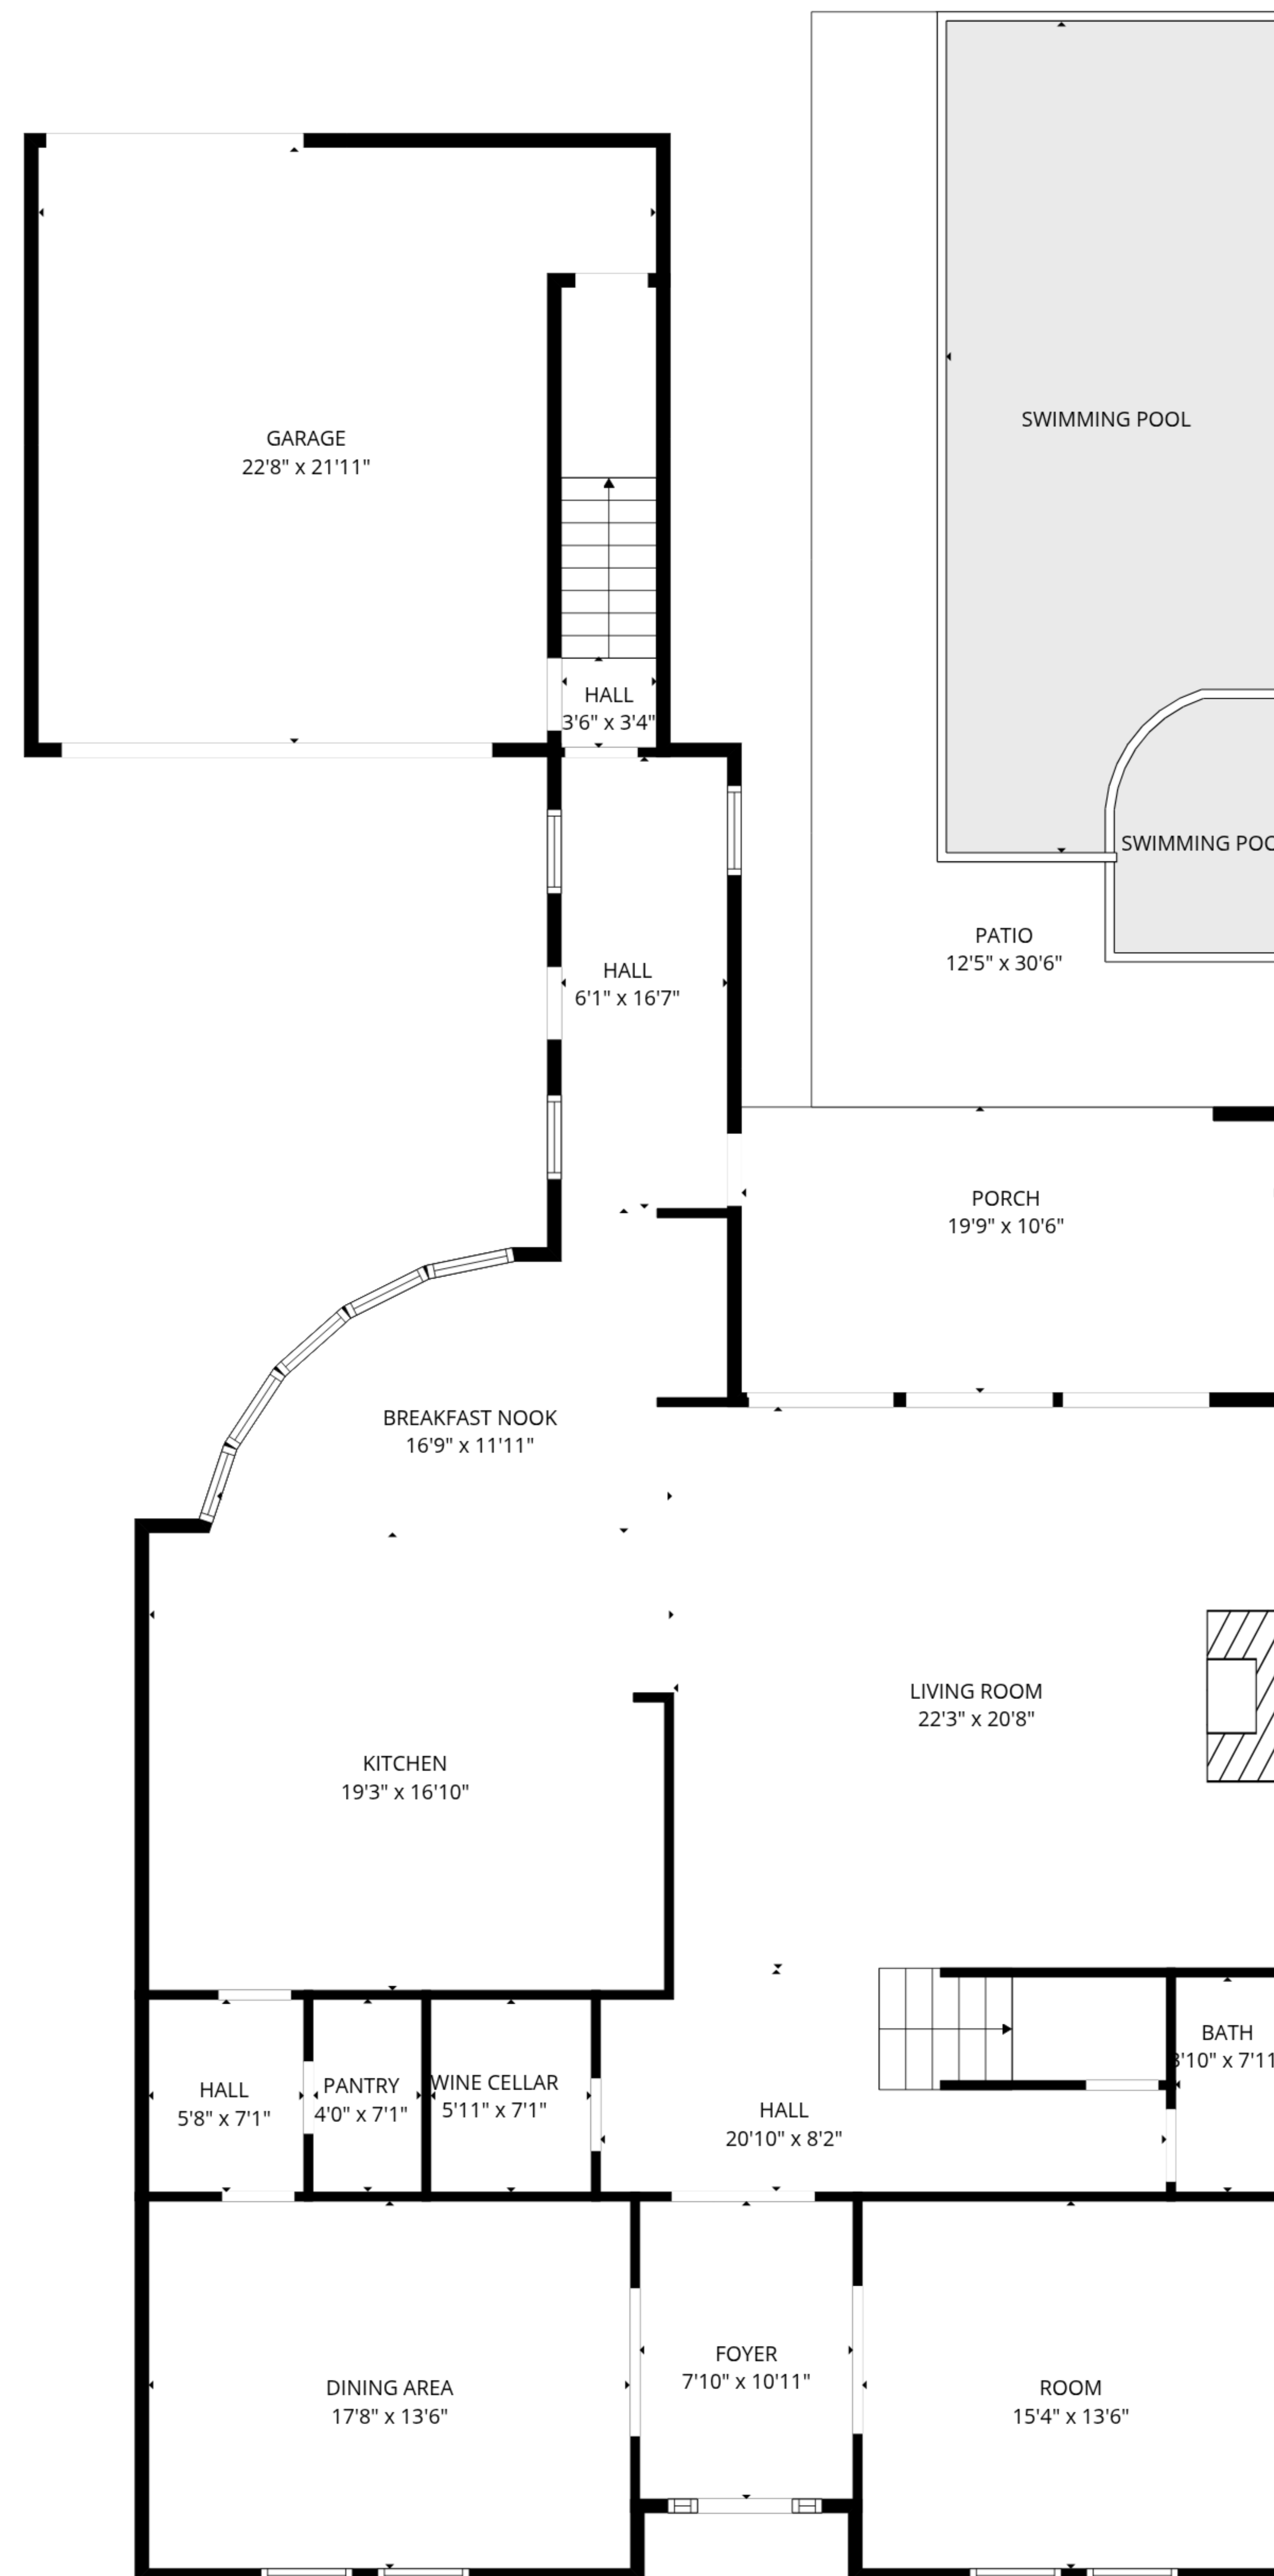 SWIMMING POOL
GARAGE
22'8" x 21'11"
HALL
3'6" x 3'4"
SWIMMING POO
PATIO
12'5" x 30'6"
HALL
6'1" x 16'7"
PORCH
19'9" x 10'6"
BREAKFAST NOOK
16'9" x 11'11"
LIVING ROOM
22'3" x 20'8"
KITCHEN
19'3" x 16'10"
BATH
x 7'11
HALL
5'8" x 7'1"
PANTRY
4'0" x 7'1"
WINE CELLAR
5'11" x 7'1"
HALL
20'10" x 8'2"
FOYER
7'10" x 10'11"
DINING AREA
17'8" x 13'6"
ROOM
15'4" x 13'6"